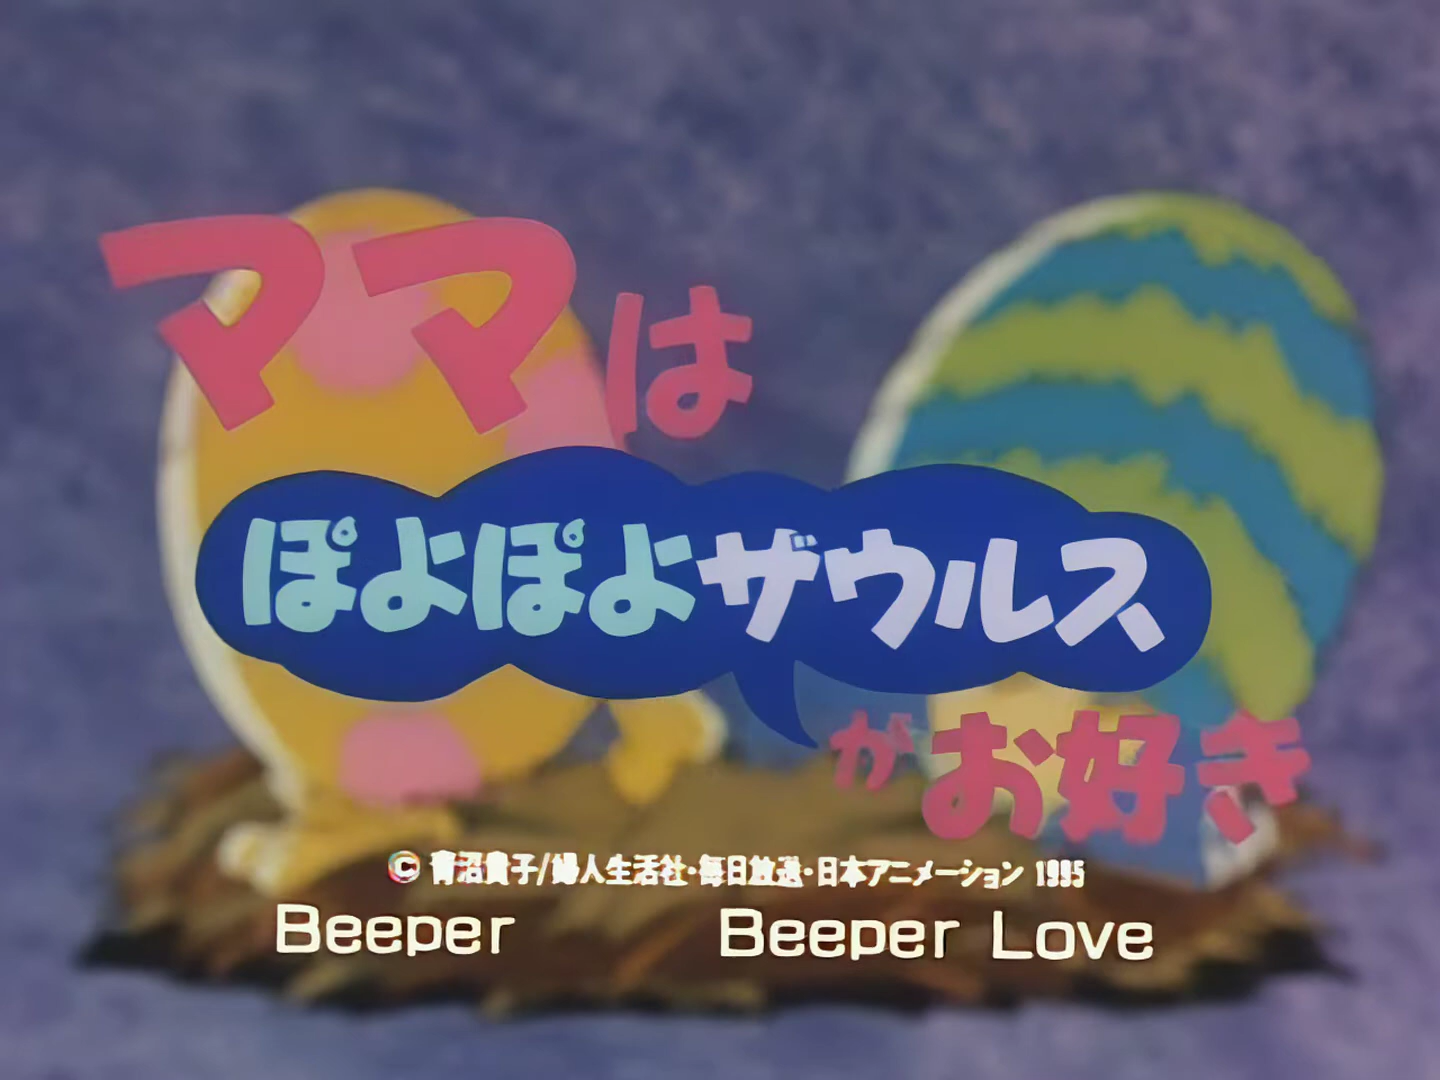 ママは
ぽよぽよザウルス
がお好き
© 青沼貴子/婦人生活社・毎日放送・日本アニメーション 1995
Beeper Beeper Love